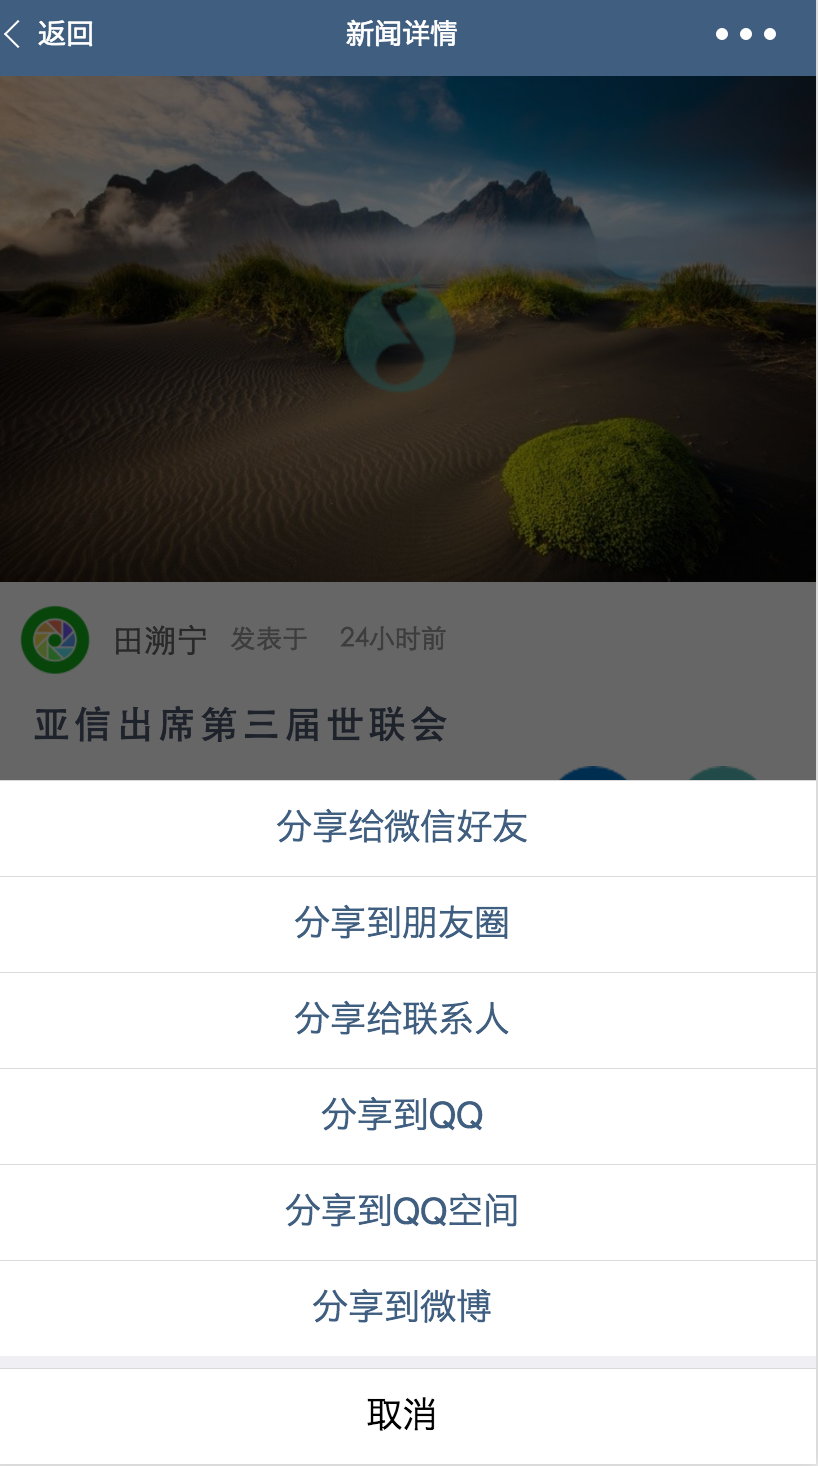 返回 新闻详情
田溯宁 发表于 24小时前
亚信出席第三届世联会
分享给微信好友
分享到朋友圈
分享给联系人
分享到QQ
分享到QQ空间
分享到微博
取消